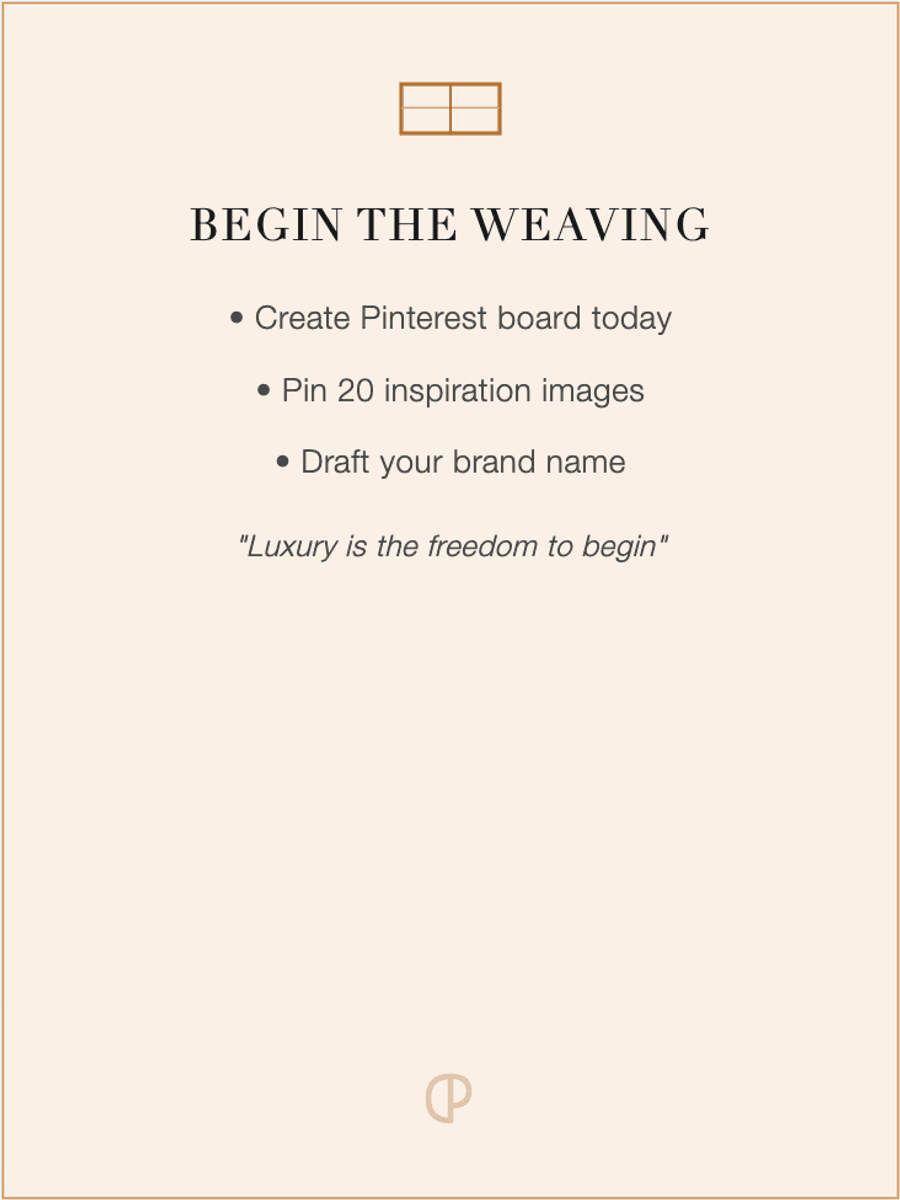 BEGIN THE WEAVING
• Create Pinterest board today
• Pin 20 inspiration images
• Draft your brand name
"Luxury is the freedom to begin"